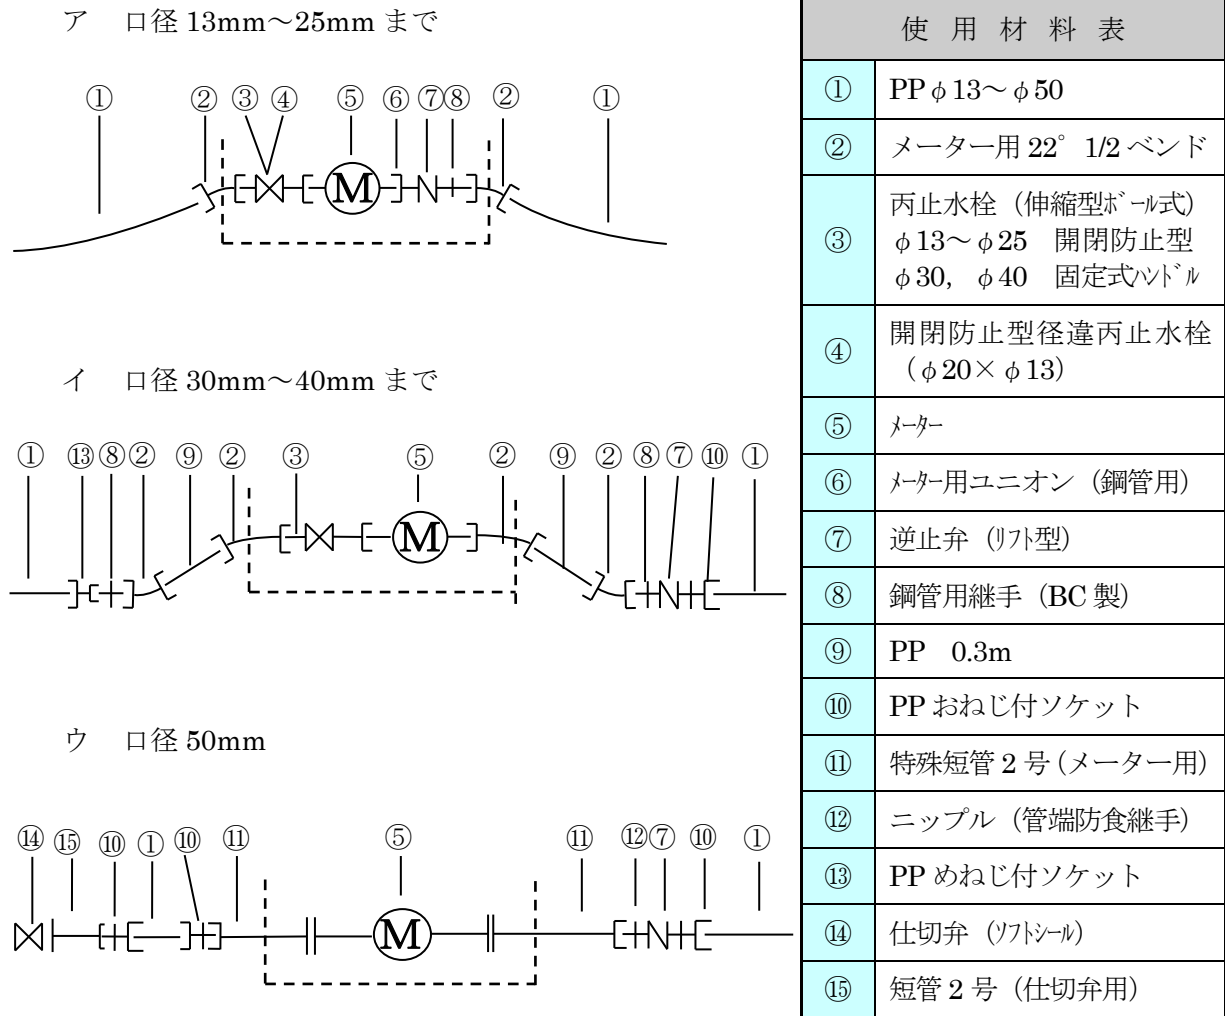 ア 口径 13mm～25mm まで
① ② ③ ④ ⑤ ⑥ ⑦ ⑧ ② ①
M
イ 口径 30mm～40mm まで
① ⑬ ⑧ ② ⑨ ② ③ ⑤ ② ⑨ ② ⑧ ⑦ ⑩ ①
M
ウ 口径 50mm
⑭ ⑮ ⑩ ① ⑩ ⑪ ⑤ ⑪ ⑫ ⑦ ⑩ ①
M
使用材料表
① PPφ13～φ50
② メーター用 22° 1/2 ベンド
③ 丙止水栓（伸縮型ﾎﾞｰﾙ式）
φ13～φ25 開閉防止型
φ30，φ40 固定式ﾊﾝﾄﾞﾙ
④ 開閉防止型径違丙止水栓
（φ20×φ13）
⑤ ﾒｰﾀｰ
⑥ ﾒｰﾀｰ用ユニオン（鋼管用）
⑦ 逆止弁（ﾘﾌﾄ型）
⑧ 鋼管用継手（BC 製）
⑨ PP 0.3m
⑩ PP おねじ付ソケット
⑪ 特殊短管 2 号（メーター用）
⑫ ニップル（管端防食継手）
⑬ PP めねじ付ソケット
⑭ 仕切弁（ｿﾌﾄｼｰﾙ）
⑮ 短管 2 号（仕切弁用）